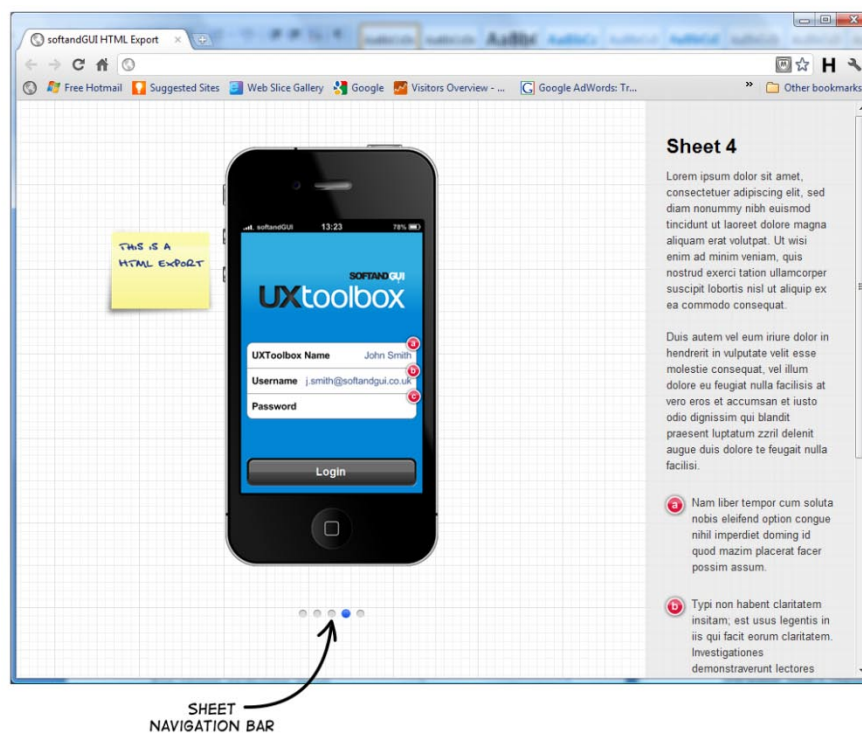 softandGUI HTML Export
Free Hotmail Suggested Sites Web Slice Gallery Google Visitors Overview - ... Google AdWords: Tr... » Other bookmarks
THIS IS A
HTML EXPORT
softandGUI 13:23 78%
SOFTANDGUI
UXtoolbox
a
UXToolbox Name John Smith
b
Username j.smith@softandgui.co.uk
c
Password
Login
SHEET
NAVIGATION BAR
Sheet 4
Lorem ipsum dolor sit amet,
consectetuer adipiscing elit, sed
diam nonummy nibh euismod
tincidunt ut laoreet dolore magna
aliquam erat volutpat. Ut wisi
enim ad minim veniam, quis
nostrud exerci tation ullamcorper
suscipit lobortis nisl ut aliquip ex
ea commodo consequat.
Duis autem vel eum iriure dolor in
hendrerit in vulputate velit esse
molestie consequat, vel illum
dolore eu feugiat nulla facilisis at
vero eros et accumsan et iusto
odio dignissim qui blandit
praesent luptatum zzril delenit
augue duis dolore te feugait nulla
facilisi.
a Nam liber tempor cum soluta
nobis eleifend option congue
nihil imperdiet doming id
quod mazim placerat facer
possim assum.
b Typi non habent claritatem
insitam; est usus legentis in
iis qui facit eorum claritatem.
Investigationes
demonstraverunt lectores